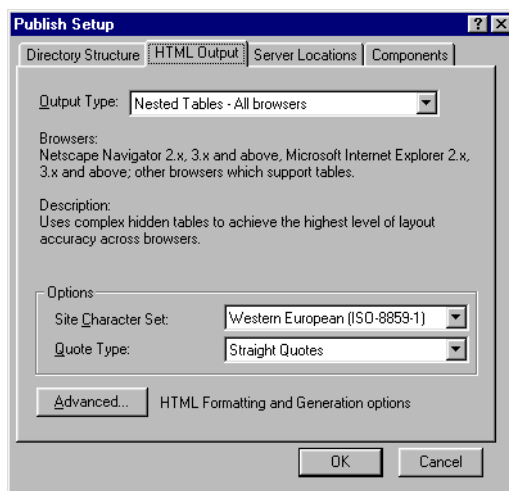 Publish Setup
Directory Structure HTML Output Server Locations Components
Output Type: Nested Tables - All browsers
Browsers:
Netscape Navigator 2.x, 3.x and above, Microsoft Internet Explorer 2.x,
3.x and above; other browsers which support tables.
Description:
Uses complex hidden tables to achieve the highest level of layout
accuracy across browsers.
Options
Site Character Set: Western European (ISO-8859-1)
Quote Type: Straight Quotes
Advanced... HTML Formatting and Generation options
OK Cancel